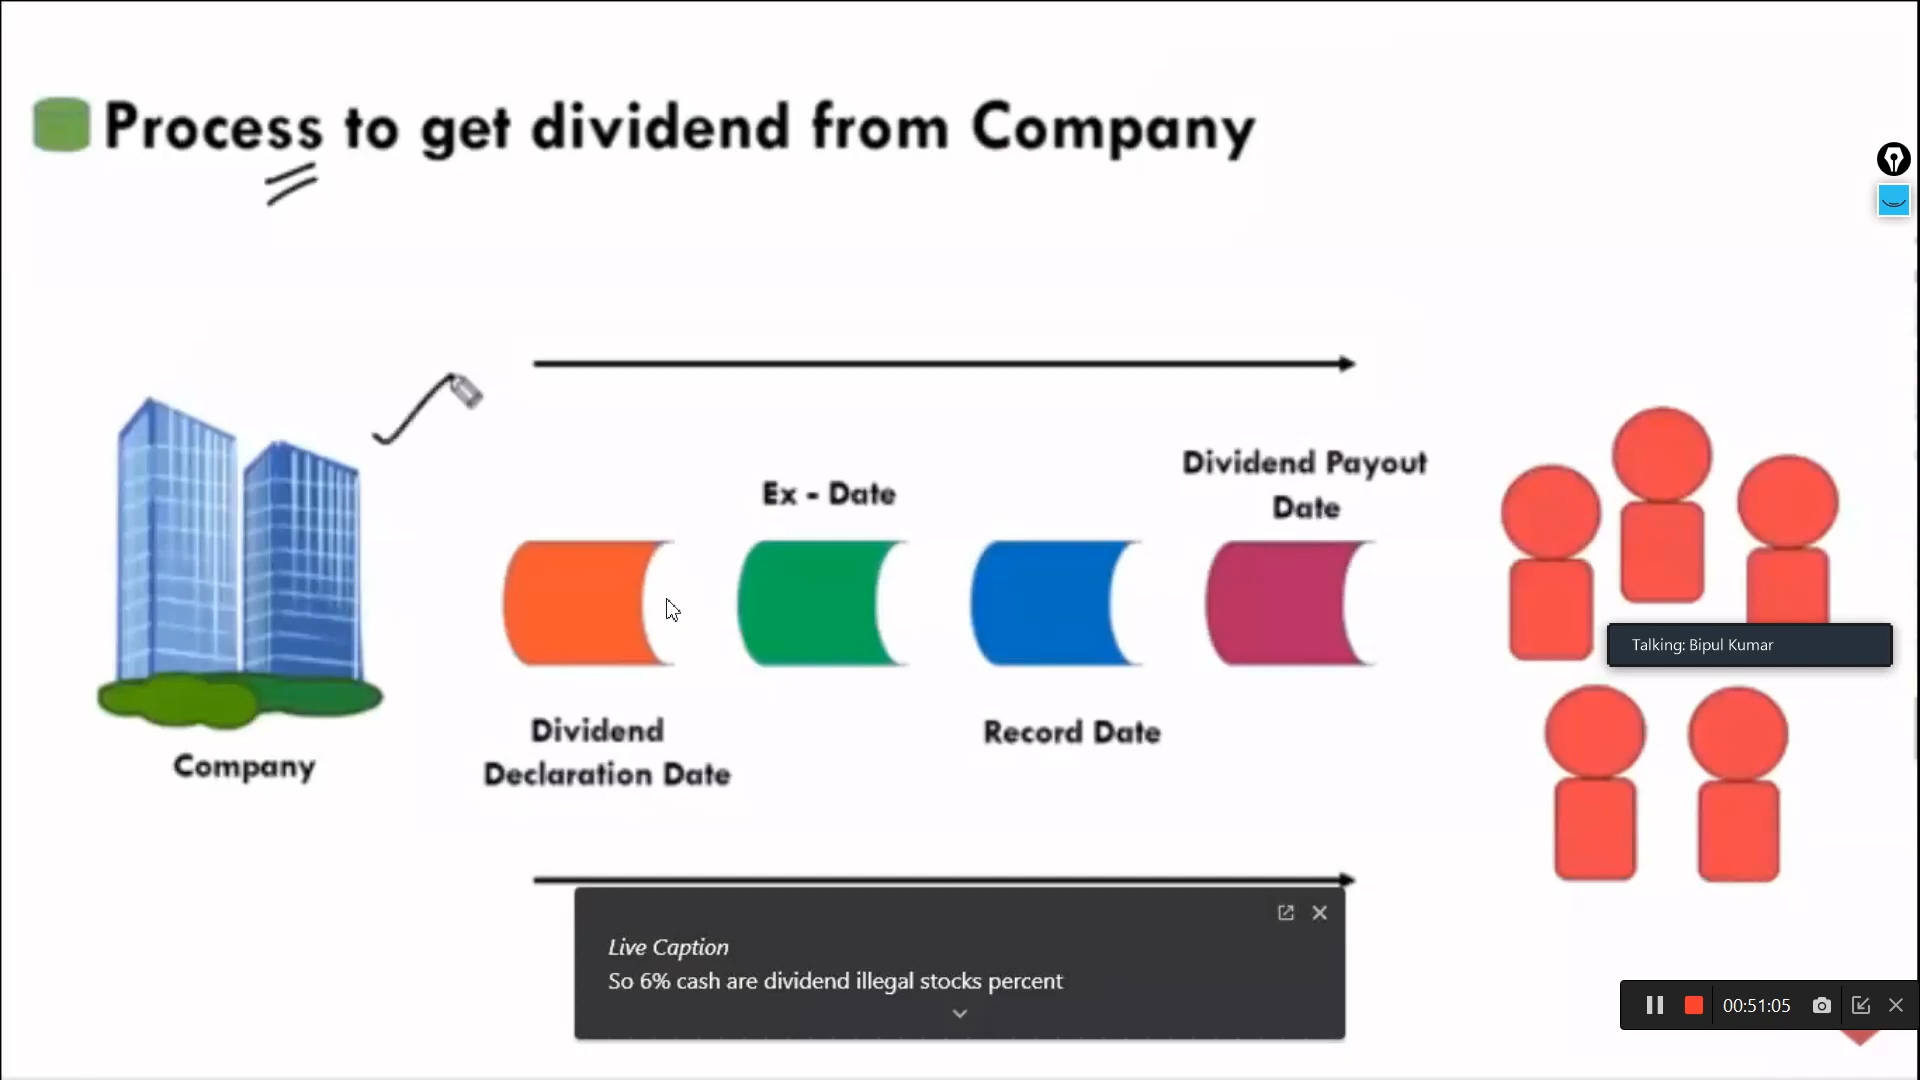 Process to get dividend from Company
Dividend Payout
Date
Ex - Date
Talking: Bipul Kumar
Dividend
Declaration Date
Record Date
Company
Live Caption
So 6% cash are dividend illegal stocks percent
00:51:05